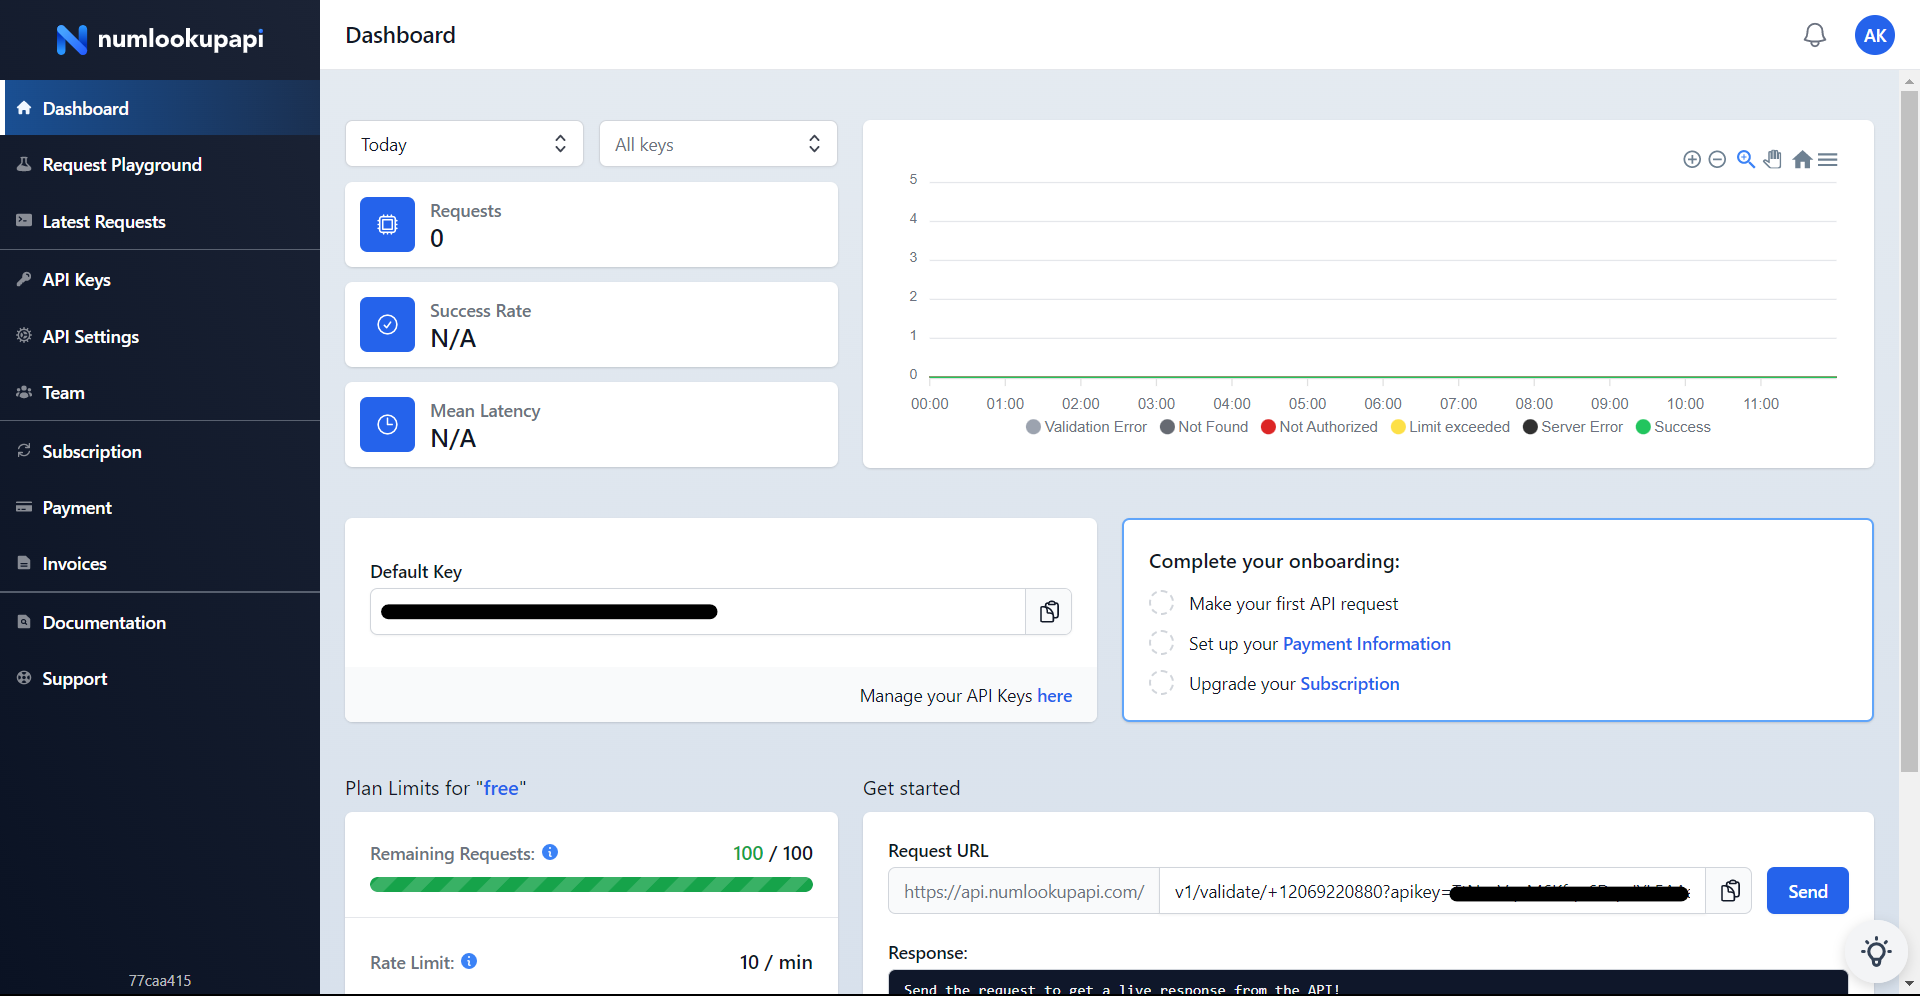 numlookupapi
Dashboard
Request Playground
Latest Requests
API Keys
API Settings
Team
Subscription
Payment
Invoices
Documentation
Support
77caa415
Dashboard
AK
Today
All keys
Requests
0
Success Rate
N/A
Mean Latency
N/A
5
4
3
2
1
0
00:00 01:00 02:00 03:00 04:00 05:00 06:00 07:00 08:00 09:00 10:00 11:00
Validation Error Not Found Not Authorized Limit exceeded Server Error Success
Default Key
Manage your API Keys here
Complete your onboarding:
Make your first API request
Set up your Payment Information
Upgrade your Subscription
Plan Limits for "free"
Remaining Requests: 100 / 100
Rate Limit: 10 / min
Get started
Request URL
https://api.numlookupapi.com/ v1/validate/+12069220880?apikey= Send
Response:
Send the request to get a live response from the API!